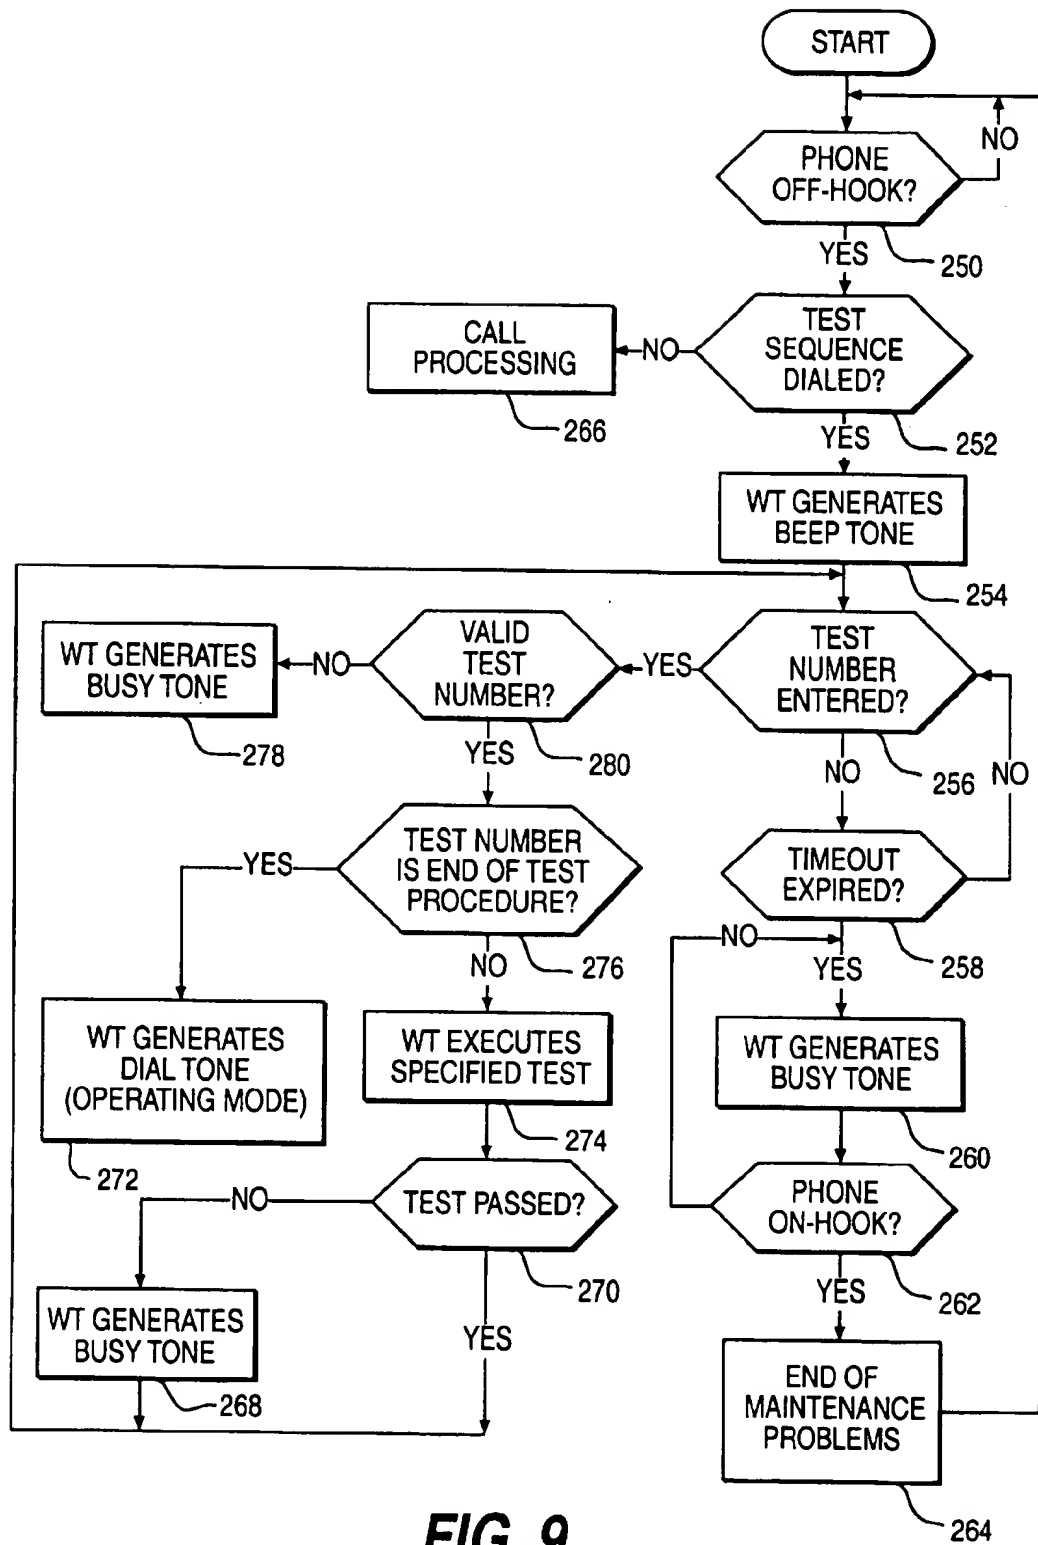 START
NO
PHONE
OFF-HOOK?
250
YES
TEST
SEQUENCE
DIALED?
252
NO
CALL
PROCESSING
266
YES
WT GENERATES
BEEP TONE
254
TEST
NUMBER
ENTERED?
256
YES
VALID
TEST
NUMBER?
280
NO
WT GENERATES
BUSY TONE
278
YES
NO
NO
TEST NUMBER
IS END OF TEST
PROCEDURE?
276
YES
TIMEOUT
EXPIRED?
258
NO
NO
YES
WT GENERATES
DIAL TONE
(OPERATING MODE)
272
WT EXECUTES
SPECIFIED TEST
274
WT GENERATES
BUSY TONE
260
TEST PASSED?
270
NO
PHONE
ON-HOOK?
262
YES
WT GENERATES
BUSY TONE
268
YES
END OF
MAINTENANCE
PROBLEMS
264
FIG. 9